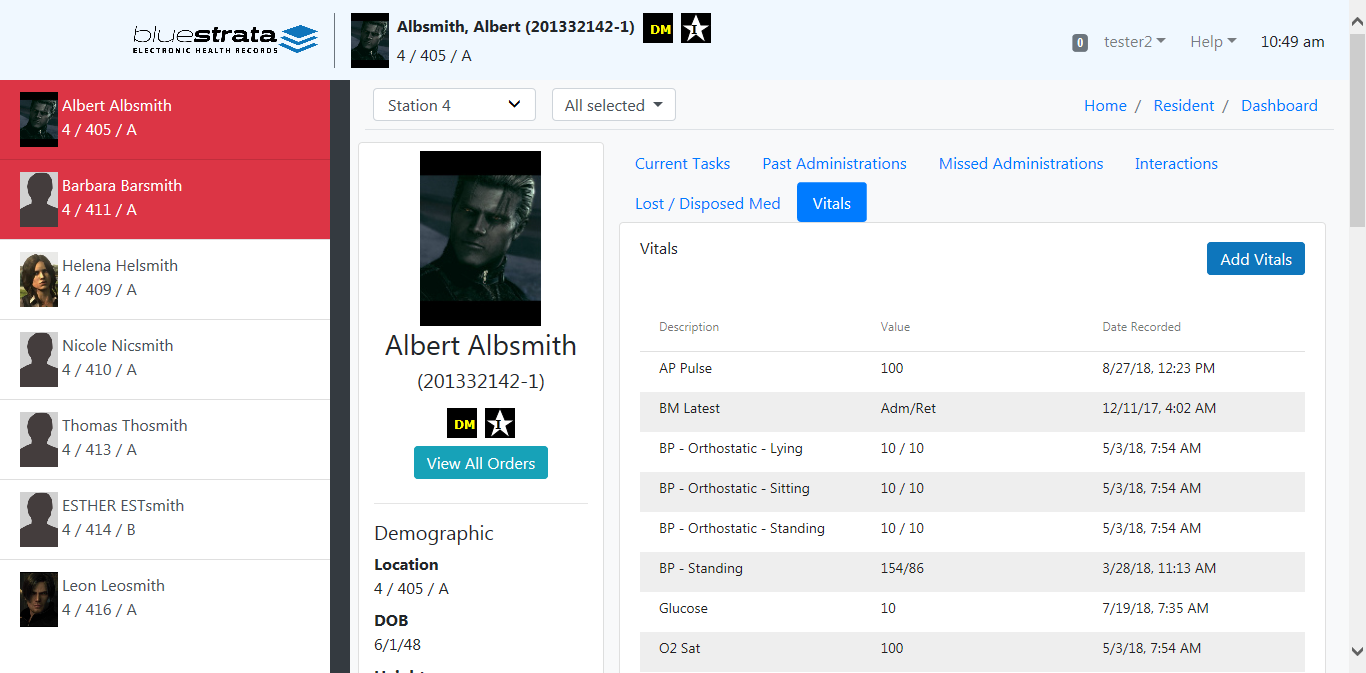 bluestrata
ELECTRONIC HEALTH RECORDS
Albsmith, Albert (201332142-1) DM I
4 / 405 / A
0 tester2 Help 10:49 am
Albert Albsmith
4 / 405 / A
Barbara Barsmith
4 / 411 / A
Helena Helsmith
4 / 409 / A
Nicole Nicsmith
4 / 410 / A
Thomas Thosmith
4 / 413 / A
ESTHER ESTsmith
4 / 414 / B
Leon Leosmith
4 / 416 / A
Station 4 All selected Home / Resident / Dashboard
Albert Albsmith
(201332142-1)
DM I
View All Orders
Demographic
Location
4 / 405 / A
DOB
6/1/48
Height
Current Tasks Past Administrations Missed Administrations Interactions
Lost / Disposed Med Vitals
Vitals
Add Vitals
Description Value Date Recorded
AP Pulse 100 8/27/18, 12:23 PM
BM Latest Adm/Ret 12/11/17, 4:02 AM
BP - Orthostatic - Lying 10 / 10 5/3/18, 7:54 AM
BP - Orthostatic - Sitting 10 / 10 5/3/18, 7:54 AM
BP - Orthostatic - Standing 10 / 10 5/3/18, 7:54 AM
BP - Standing 154/86 3/28/18, 11:13 AM
Glucose 10 7/19/18, 7:35 AM
O2 Sat 100 5/3/18, 7:54 AM